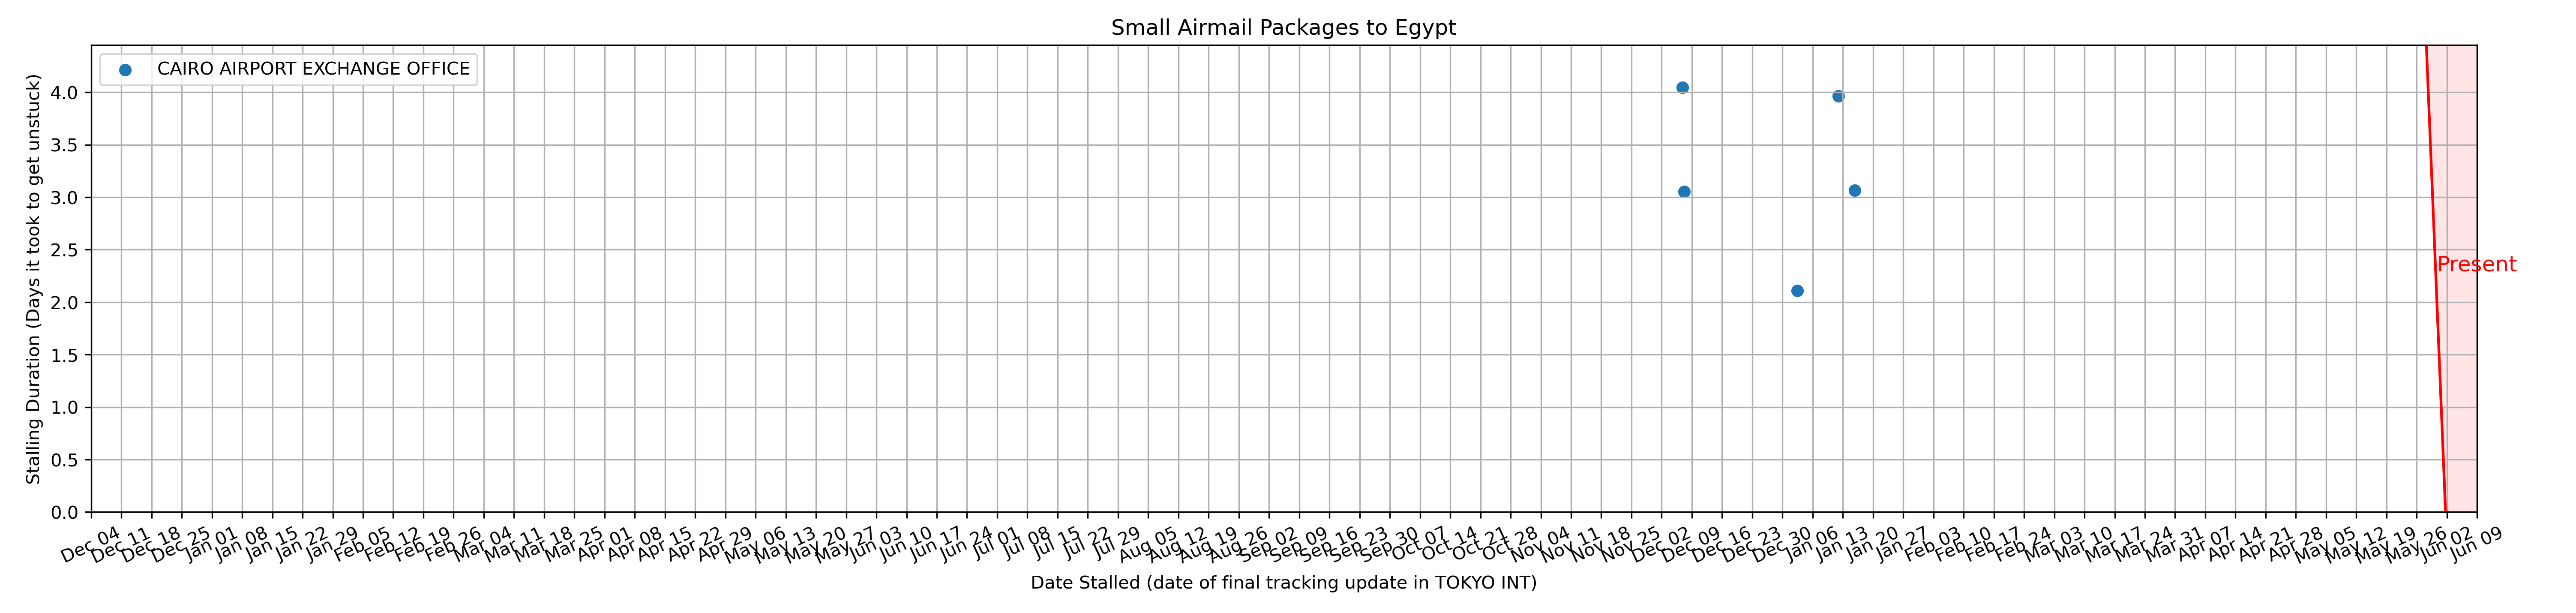 Small Airmail Packages to Egypt
CAIRO AIRPORT EXCHANGE OFFICE
Stalling Duration (Days it took to get unstuck)
4.0
3.5
3.0
2.5
2.0
1.5
1.0
0.5
0.0
Present
Dec 04 Dec 11 Dec 18 Dec 25 Jan 01 Jan 08 Jan 15 Jan 22 Jan 29 Feb 05 Feb 12 Feb 19 Feb 26 Mar 04 Mar 11 Mar 18 Mar 25 Apr 01 Apr 08 Apr 15 Apr 22 Apr 29 May 06 May 13 May 20 May 27 Jun 03 Jun 10 Jun 17 Jun 24 Jul 01 Jul 08 Jul 15 Jul 22 Jul 29 Aug 05 Aug 12 Aug 19 Aug 26 Sep 02 Sep 09 Sep 16 Sep 23 Sep 30 Oct 07 Oct 14 Oct 21 Oct 28 Nov 04 Nov 11 Nov 18 Nov 25 Dec 02 Dec 09 Dec 16 Dec 23 Dec 30 Jan 06 Jan 13 Jan 20 Jan 27 Feb 03 Feb 10 Feb 17 Feb 24 Mar 03 Mar 10 Mar 17 Mar 24 Mar 31 Apr 07 Apr 14 Apr 21 Apr 28 May 05 May 12 May 19 May 26 Jun 02 Jun 09
Date Stalled (date of final tracking update in TOKYO INT)